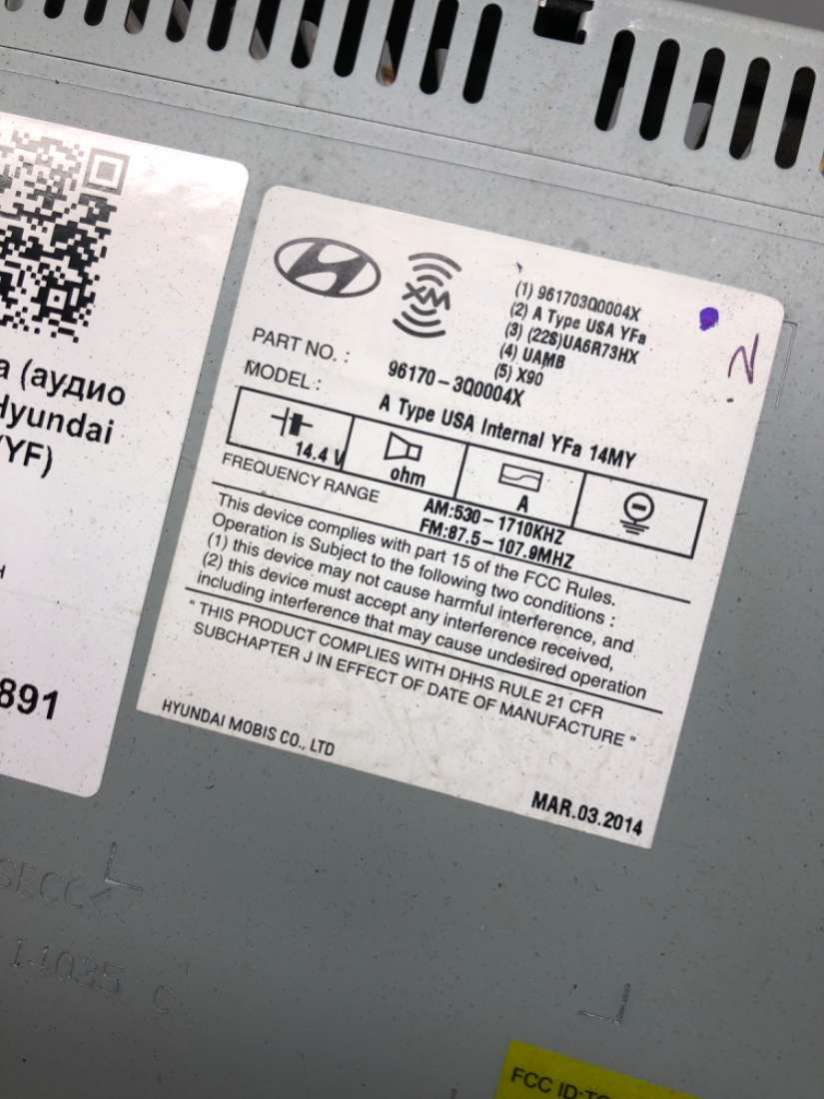 а (аудио
Hyundai
YF)
891
XM
(1) 961703Q0004X
(2) A Type USA YFa
(3) (22$)UA6R73HX
(4) UAMB
(5) X90
PART NO. : 96170-3Q0004X
MODEL : A Type USA Internal YFa 14MY
14.4 V
ohm
A
FREQUENCY RANGE AM:530-1710KHZ
FM:87.5-107.9MHZ
This device complies with part 15 of the FCC Rules.
Operation is Subject to the following two conditions :
(1) this device may not cause harmful interference, and
(2) this device must accept any interference received,
including interference that may cause undesired operation
" THIS PRODUCT COMPLIES WITH DHHS RULE 21 CFR
SUBCHAPTER J IN EFFECT OF DATE OF MANUFACTURE "
HYUNDAI MOBIS CO., LTD
MAR.03.2014
14035 C
FCC ID: